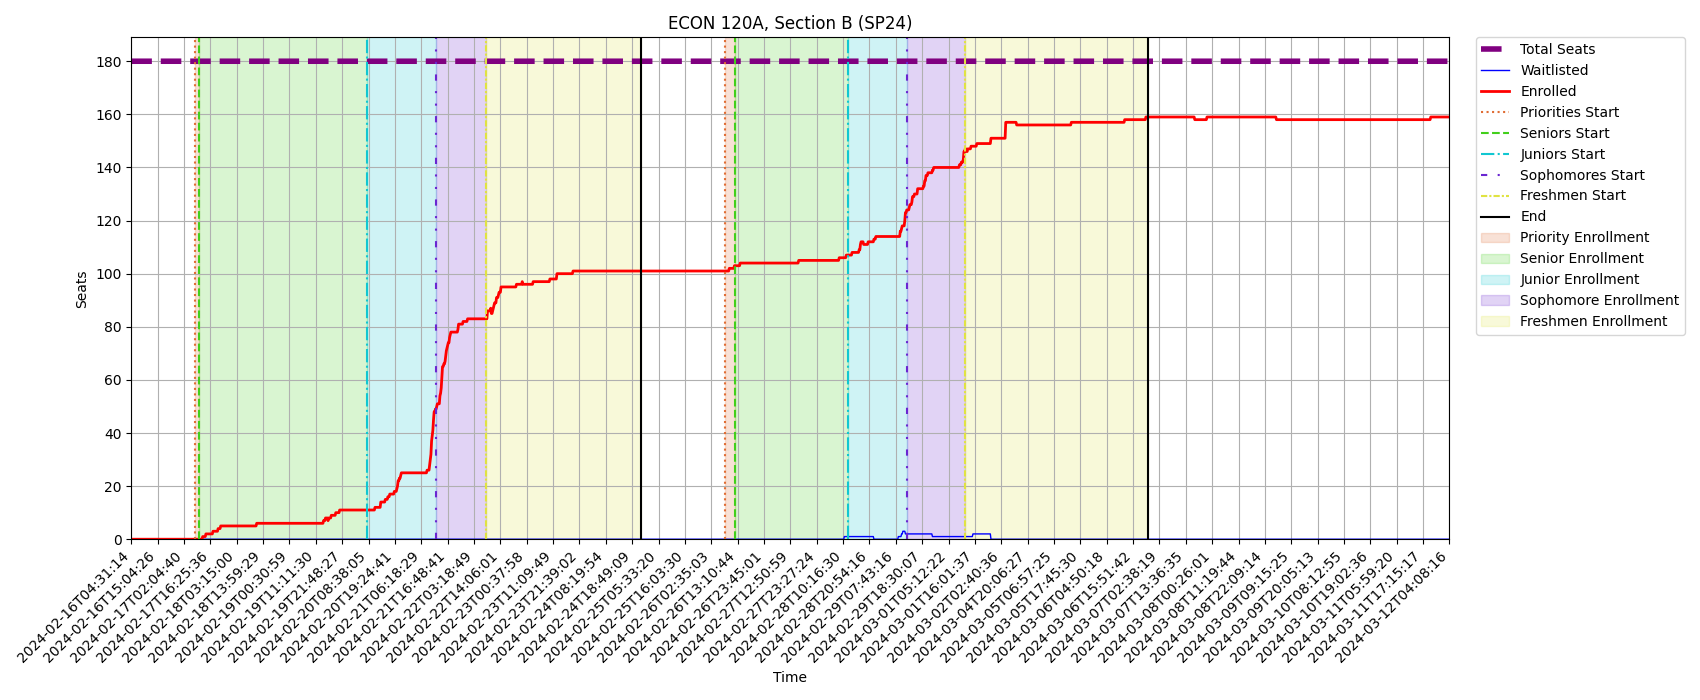 ECON 120A, Section B (SP24)
Seats
180
160
140
120
100
80
60
40
20
0
2024-02-16T04:31:14
2024-02-16T15:04:26
2024-02-17T02:04:40
2024-02-17T16:25:36
2024-02-18T03:15:00
2024-02-18T13:59:29
2024-02-19T00:30:59
2024-02-19T11:11:30
2024-02-19T21:48:27
2024-02-20T08:38:05
2024-02-20T19:24:41
2024-02-21T06:18:29
2024-02-21T16:48:41
2024-02-22T03:18:49
2024-02-22T14:06:01
2024-02-23T00:37:58
2024-02-23T11:09:49
2024-02-23T21:39:02
2024-02-24T08:19:54
2024-02-24T18:49:09
2024-02-25T05:33:20
2024-02-25T16:03:30
2024-02-26T02:35:03
2024-02-26T13:10:44
2024-02-26T23:45:01
2024-02-27T12:50:59
2024-02-27T23:27:24
2024-02-28T10:16:30
2024-02-28T20:54:16
2024-02-29T07:43:16
2024-02-29T18:30:07
2024-03-01T05:12:22
2024-03-01T16:01:37
2024-03-02T02:40:36
2024-03-04T20:06:27
2024-03-05T06:57:25
2024-03-05T17:45:30
2024-03-06T04:50:18
2024-03-06T15:51:42
2024-03-07T02:38:19
2024-03-07T13:36:35
2024-03-08T00:26:01
2024-03-08T11:19:44
2024-03-08T22:09:14
2024-03-09T09:15:25
2024-03-09T20:05:13
2024-03-10T08:12:55
2024-03-10T19:02:36
2024-03-11T05:59:20
2024-03-11T17:15:17
2024-03-12T04:08:16
Time
Total Seats
Waitlisted
Enrolled
Priorities Start
Seniors Start
Juniors Start
Sophomores Start
Freshmen Start
End
Priority Enrollment
Senior Enrollment
Junior Enrollment
Sophomore Enrollment
Freshmen Enrollment